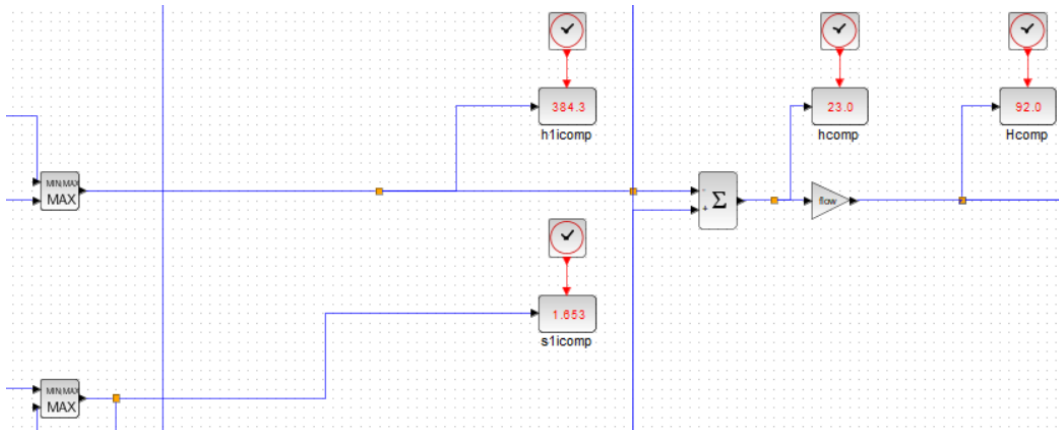 384.3
h1icomp
23.0
hcomp
92.0
Hcomp
MIN,MAX
MAX
-
+
Σ
flow
1.653
s1icomp
MIN,MAX
MAX